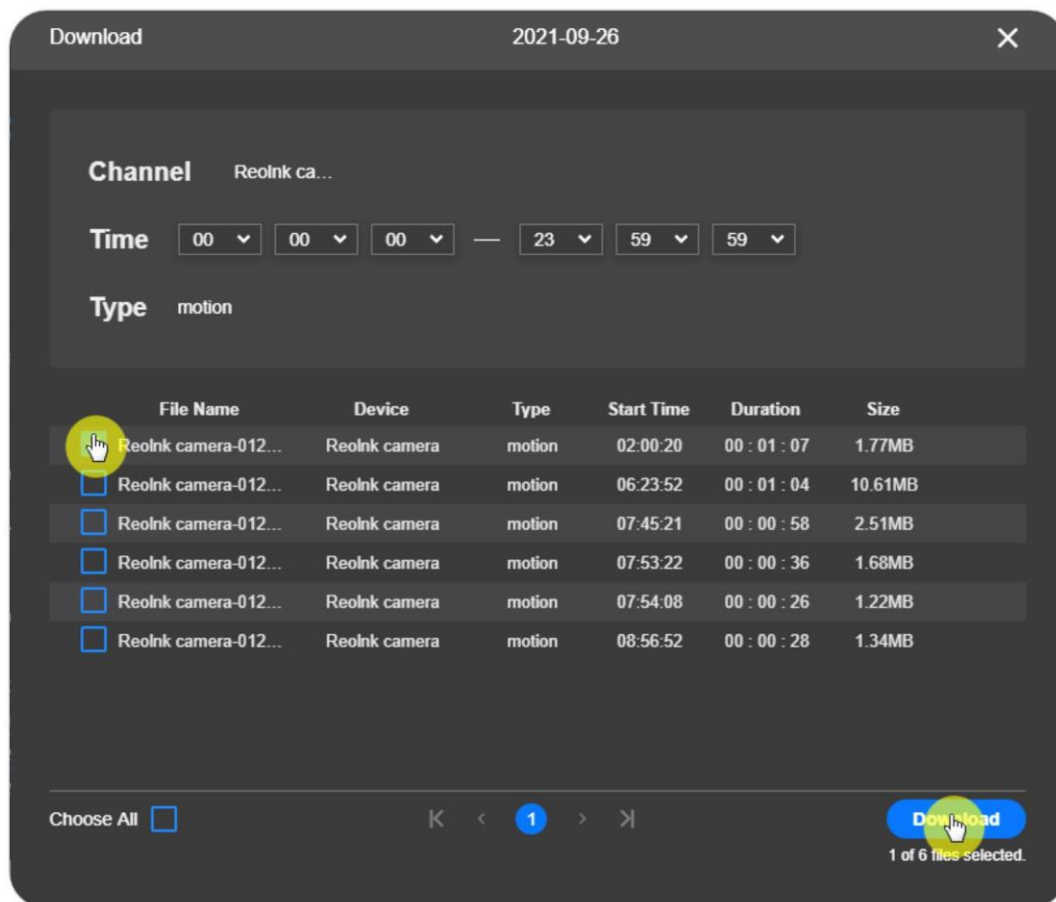 Download 2021-09-26
Channel Reolnk ca...
Time 00 00 00 — 23 59 59
Type motion
File Name Device Type Start Time Duration Size
Reolnk camera-012... Reolnk camera motion 02:00:20 00 : 01 : 07 1.77MB
Reolnk camera-012... Reolnk camera motion 06:23:52 00 : 01 : 04 10.61MB
Reolnk camera-012... Reolnk camera motion 07:45:21 00 : 00 : 58 2.51MB
Reolnk camera-012... Reolnk camera motion 07:53:22 00 : 00 : 36 1.68MB
Reolnk camera-012... Reolnk camera motion 07:54:08 00 : 00 : 26 1.22MB
Reolnk camera-012... Reolnk camera motion 08:56:52 00 : 00 : 28 1.34MB
Choose All 1 Download
1 of 6 files selected.